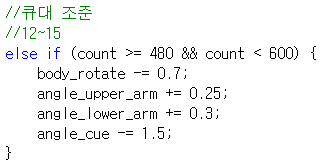 //큐대 조준
//12~15
else if (count >= 480 && count < 600) {
    body_rotate -= 0.7;
    angle_upper_arm += 0.25;
    angle_lower_arm += 0.3;
    angle_cue -= 1.5;
}